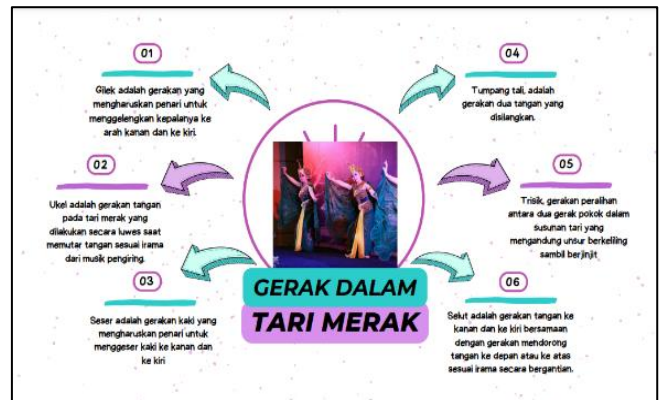 01
Gilek adalah gerakan yang
mengharuskan penari untuk
menggelengkan kepalanya ke
arah kanan dan ke kiri.
02
Ukel adalah gerakan tangan
pada tari merak yang
dilakukan secara luwes saat
memutar tangan sesuai irama
dari musik pengiring.
03
Seser adalah gerakan kaki yang
mengharuskan penari untuk
menggeser kaki ke kanan dan
ke kiri
GERAK DALAM
TARI MERAK
04
Tumpang tali, adalah
gerakan dua tangan yang
disilangkan.
05
Trisik, gerakan peralihan
antara dua gerak pokok dalam
susunan tari yang
mengandung unsur berkeliling
sambil berjinjit
06
Selut adalah gerakan tangan ke
kanan dan ke kiri bersamaan
dengan gerakan mendorong
tangan ke depan atau ke atas
sesuai irama secara bergantian.